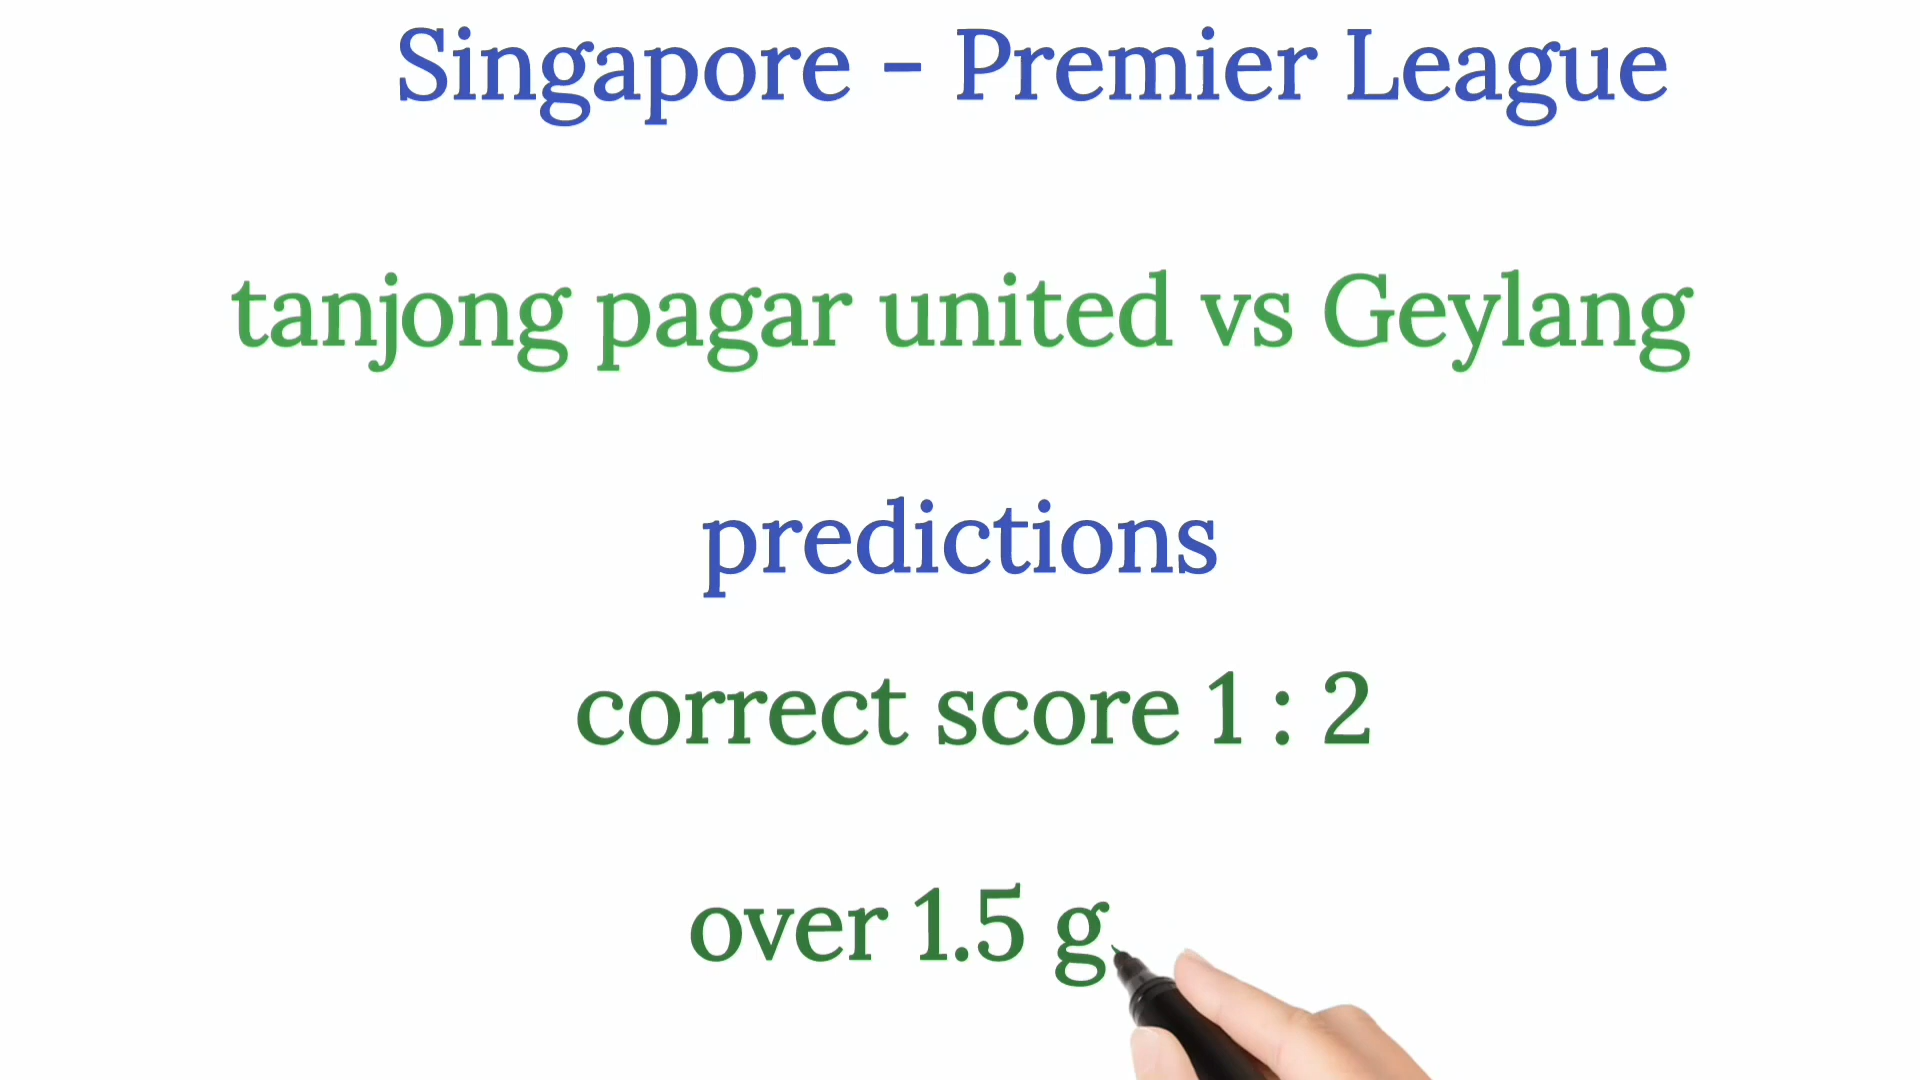 Singapore - Premier League
tanjong pagar united vs Geylang
predictions
correct score 1 : 2
over 1.5 g